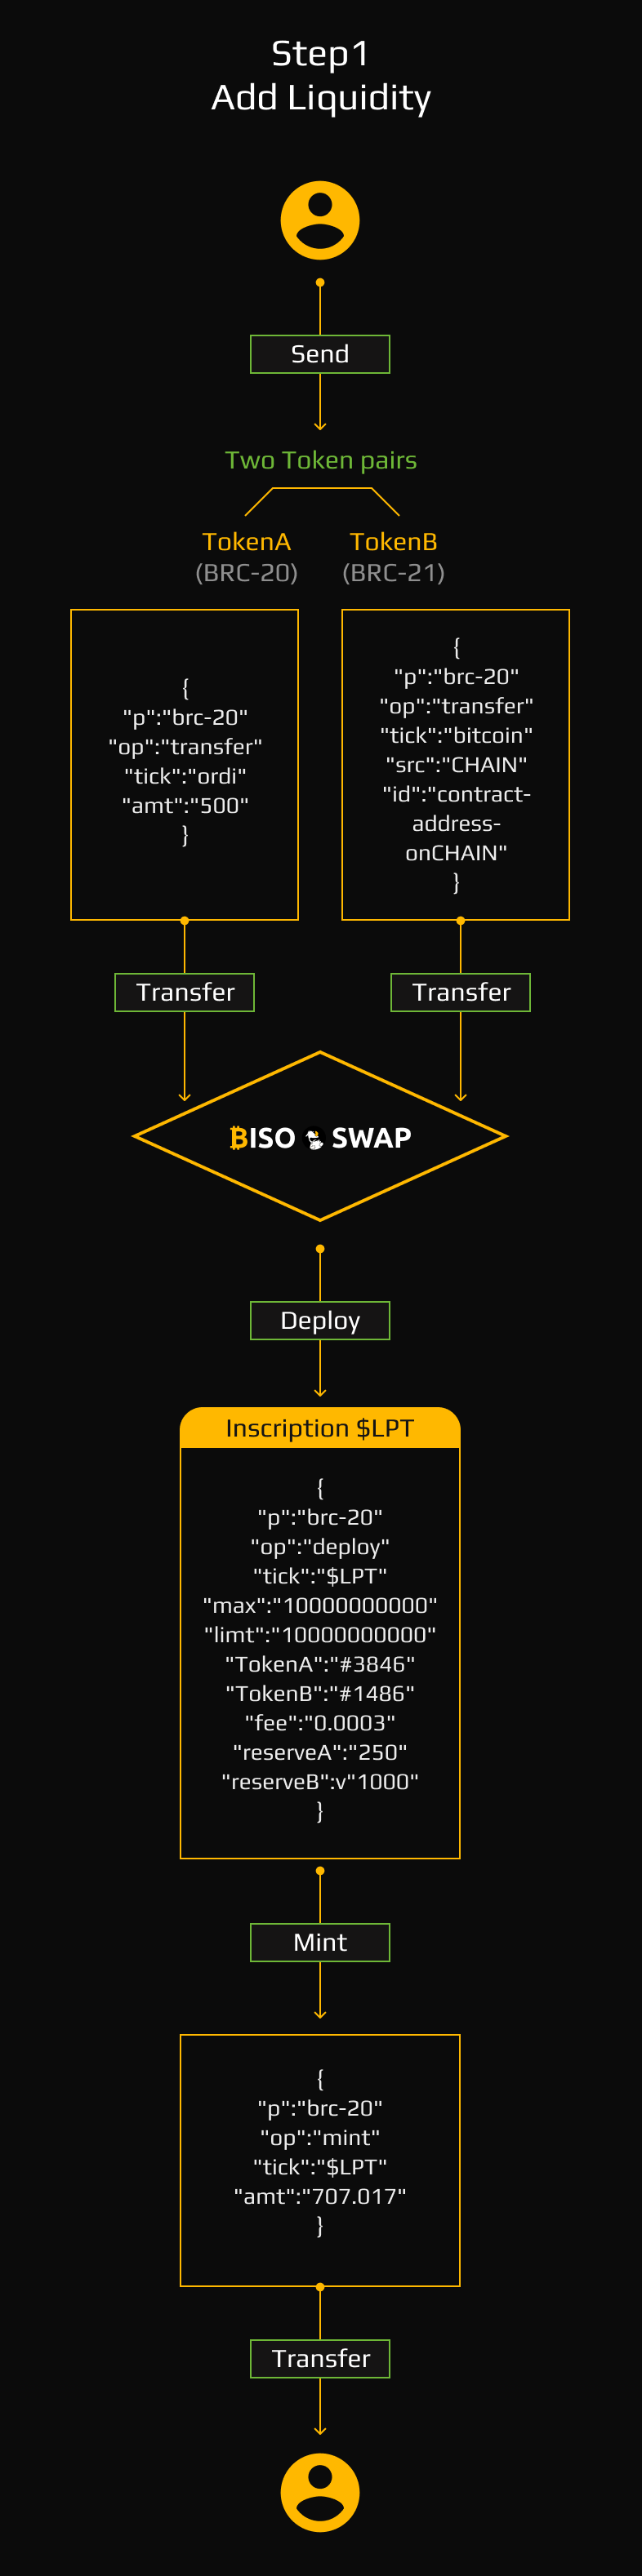 Step1
Add Liquidity
Send
Two Token pairs
TokenA
(BRC-20)
TokenB
(BRC-21)
{
"p":"brc-20"
"op":"transfer"
"tick":"ordi"
"amt":"500"
}
{
"p":"brc-20"
"op":"transfer"
"tick":"bitcoin"
"src":"CHAIN"
"id":"contract-
address-
onCHAIN"
}
Transfer
Transfer
₿ISO SWAP
Deploy
Inscription $LPT
{
"p":"brc-20"
"op":"deploy"
"tick":"$LPT"
"max":"10000000000"
"limt":"10000000000"
"TokenA":"#3846"
"TokenB":"#1486"
"fee":"0.0003"
"reserveA":"250"
"reserveB":v"1000"
}
Mint
{
"p":"brc-20"
"op":"mint"
"tick":"$LPT"
"amt":"707.017"
}
Transfer